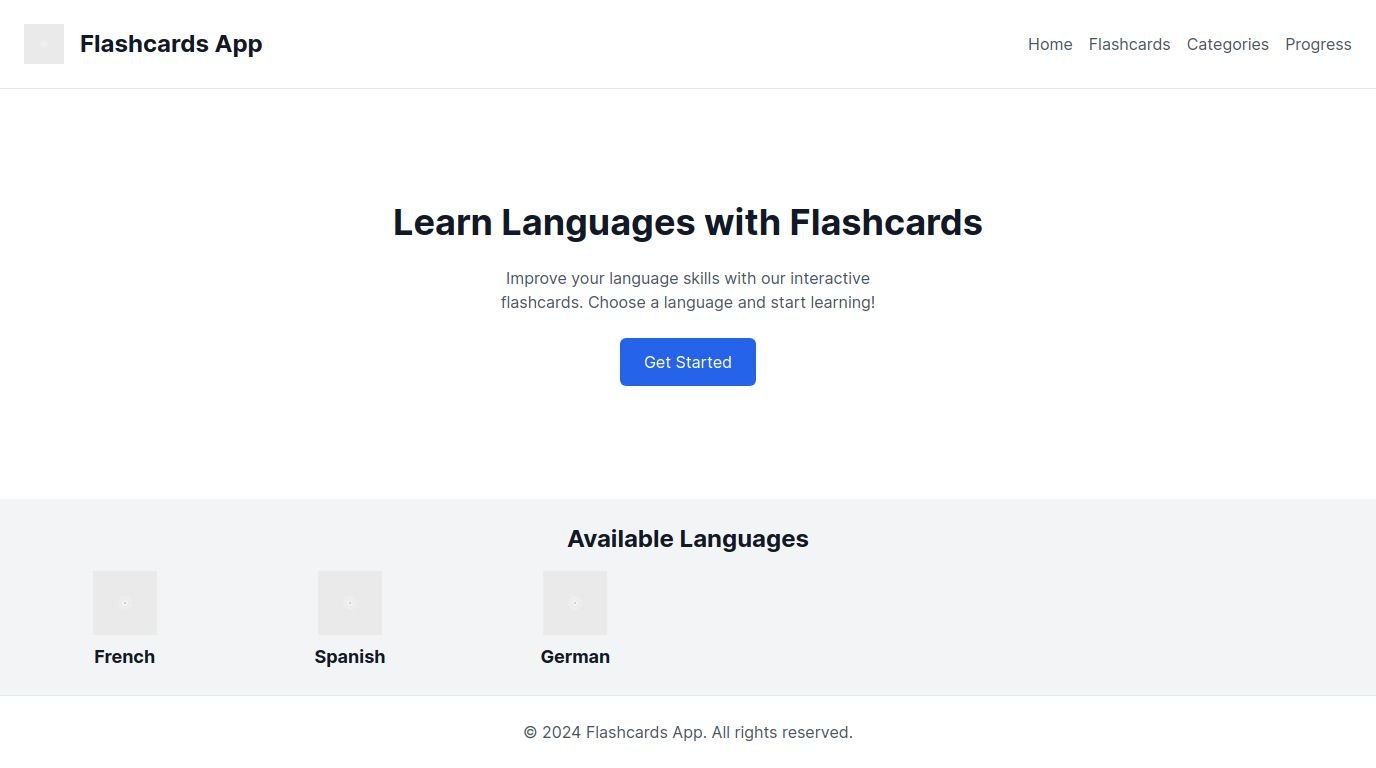 Flashcards App
Home Flashcards Categories Progress
Learn Languages with Flashcards
Improve your language skills with our interactive
flashcards. Choose a language and start learning!
Get Started
Available Languages
French Spanish German
© 2024 Flashcards App. All rights reserved.